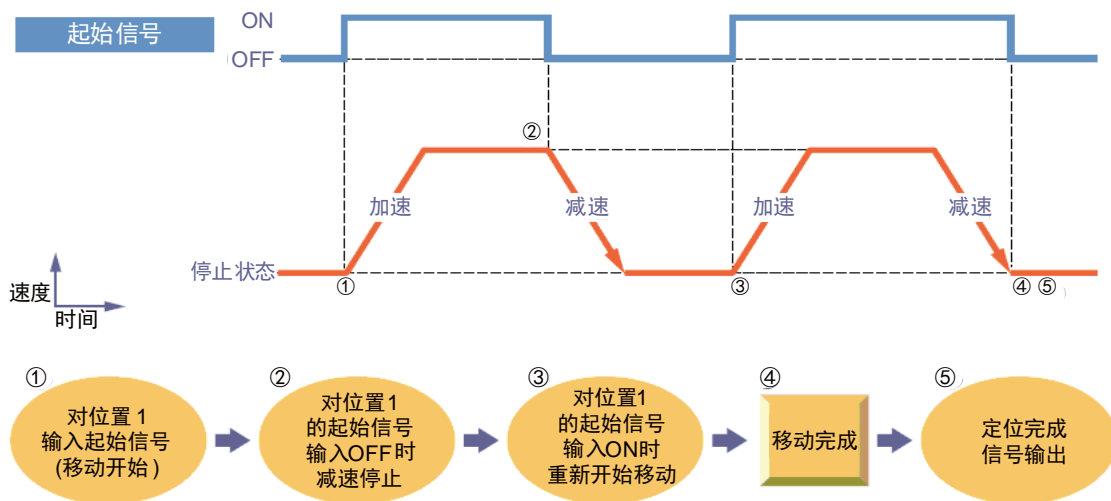 起始信号
ON
OFF
②
加速
减速
加速
减速
停止状态
①
③
④ ⑤
速度
时间
①
对位置 1
输入起始信号
(移动开始)
②
对位置1
的起始信号
输入OFF时
减速停止
③
对位置1
的起始信号
输入ON时
重新开始移动
④
移动完成
⑤
定位完成
信号输出